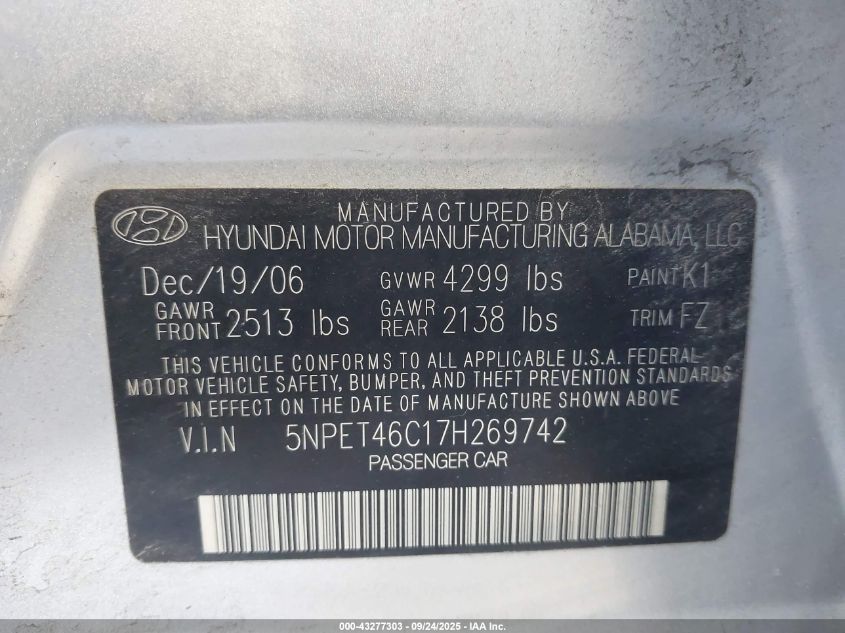 MANUFACTURED BY
HYUNDAI MOTOR MANUFACTURING ALABAMA, LLC
Dec/19/06 GVWR 4299 lbs PAINT K1
GAWR FRONT 2513 lbs GAWR REAR 2138 lbs TRIM FZ
THIS VEHICLE CONFORMS TO ALL APPLICABLE U.S.A. FEDERAL
MOTOR VEHICLE SAFETY, BUMPER, AND THEFT PREVENTION STANDARDS
IN EFFECT ON THE DATE OF MANUFACTURE SHOWN ABOVE
V.I.N 5NPET46C17H269742
PASSENGER CAR
000-43277303 - 09/24/2025 - IAA Inc.